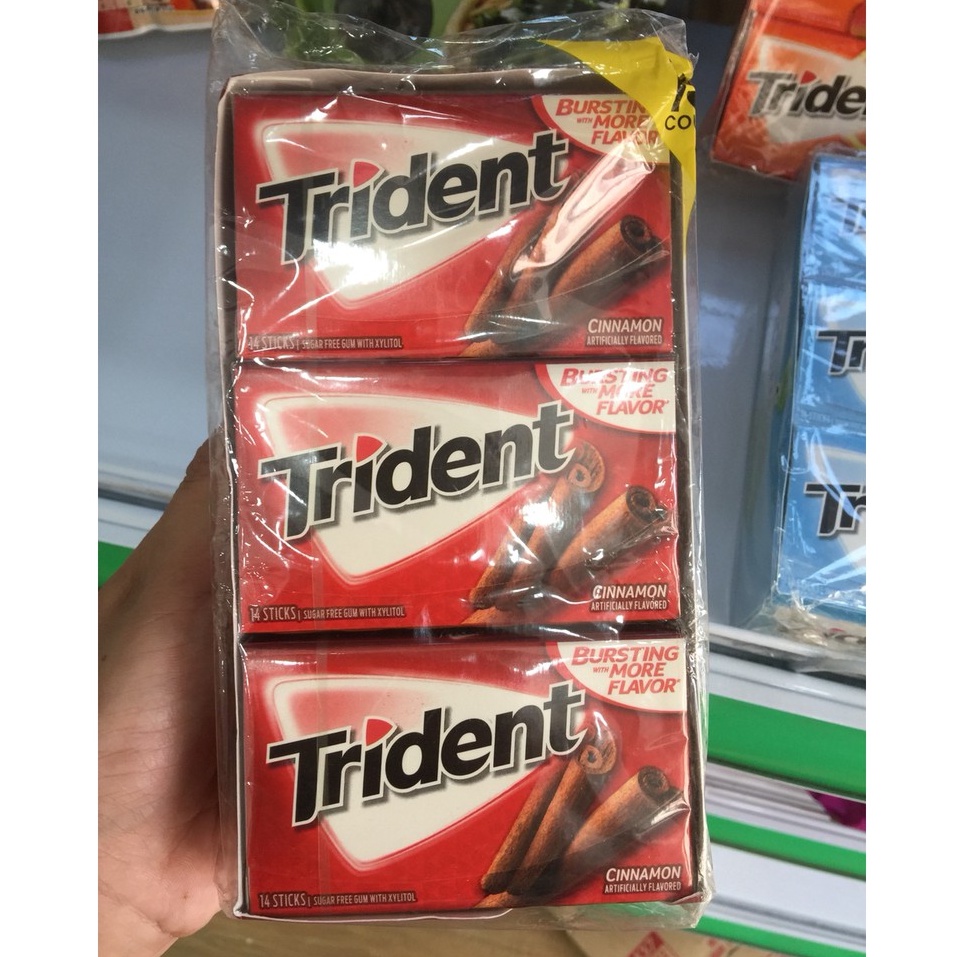 BURSTING
WITH MORE
FLAVOR
Trident
CINNAMON
ARTIFICIALLY FLAVORED
14 STICKS | SUGAR FREE GUM WITH XYLITOL
BURSTING
WITH MORE
FLAVOR*
Trident
CINNAMON
ARTIFICIALLY FLAVORED
14 STICKS | SUGAR FREE GUM WITH XYLITOL
BURSTING
WITH MORE
FLAVOR*
Trident
CINNAMON
ARTIFICIALLY FLAVORED
14 STICKS | SUGAR FREE GUM WITH XYLITOL